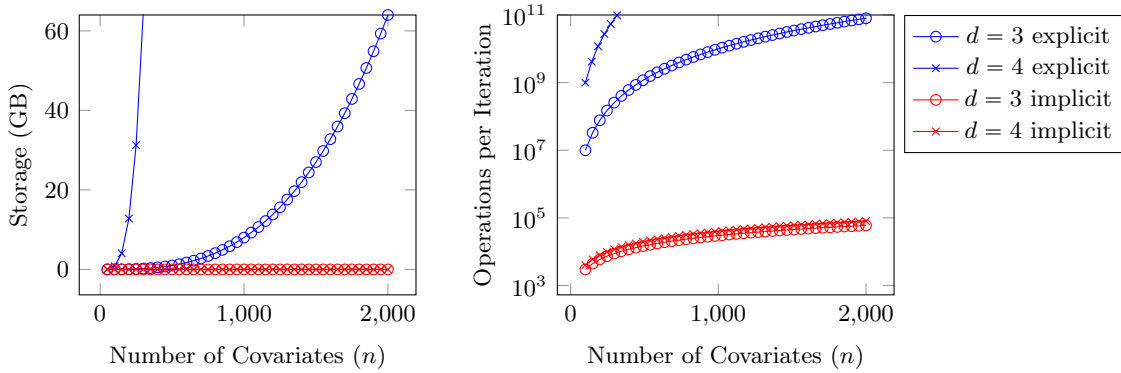 60
40
20
0
Storage (GB)
0
1,000
2,000
Number of Covariates (n)
10^11
10^9
10^7
10^5
10^3
Operations per Iteration
0
1,000
2,000
Number of Covariates (n)
d = 3 explicit
d = 4 explicit
d = 3 implicit
d = 4 implicit